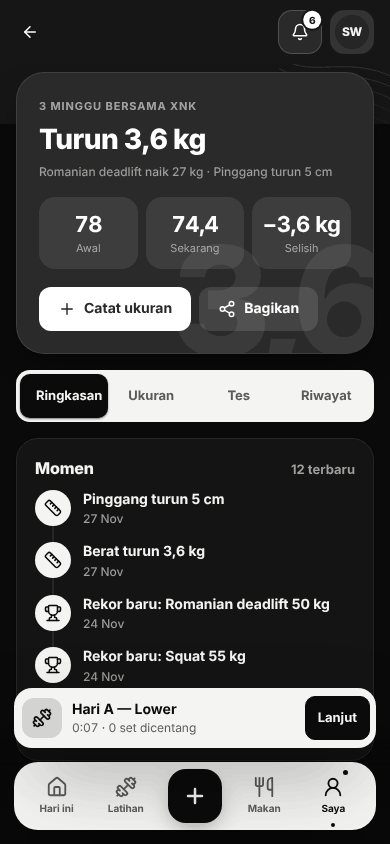 6
SW
3 MINGGU BERSAMA XNK
Turun 3,6 kg
Romanian deadlift naik 27 kg · Pinggang turun 5 cm
78
Awal
74,4
Sekarang
−3,6 kg
Selisih
3,6
Catat ukuran
Bagikan
Ringkasan
Ukuran
Tes
Riwayat
Momen
12 terbaru
Pinggang turun 5 cm
27 Nov
Berat turun 3,6 kg
27 Nov
Rekor baru: Romanian deadlift 50 kg
24 Nov
Rekor baru: Squat 55 kg
24 Nov
Hari A — Lower
0:07 · 0 set dicentang
Lanjut
Hari ini
Latihan
Makan
Saya